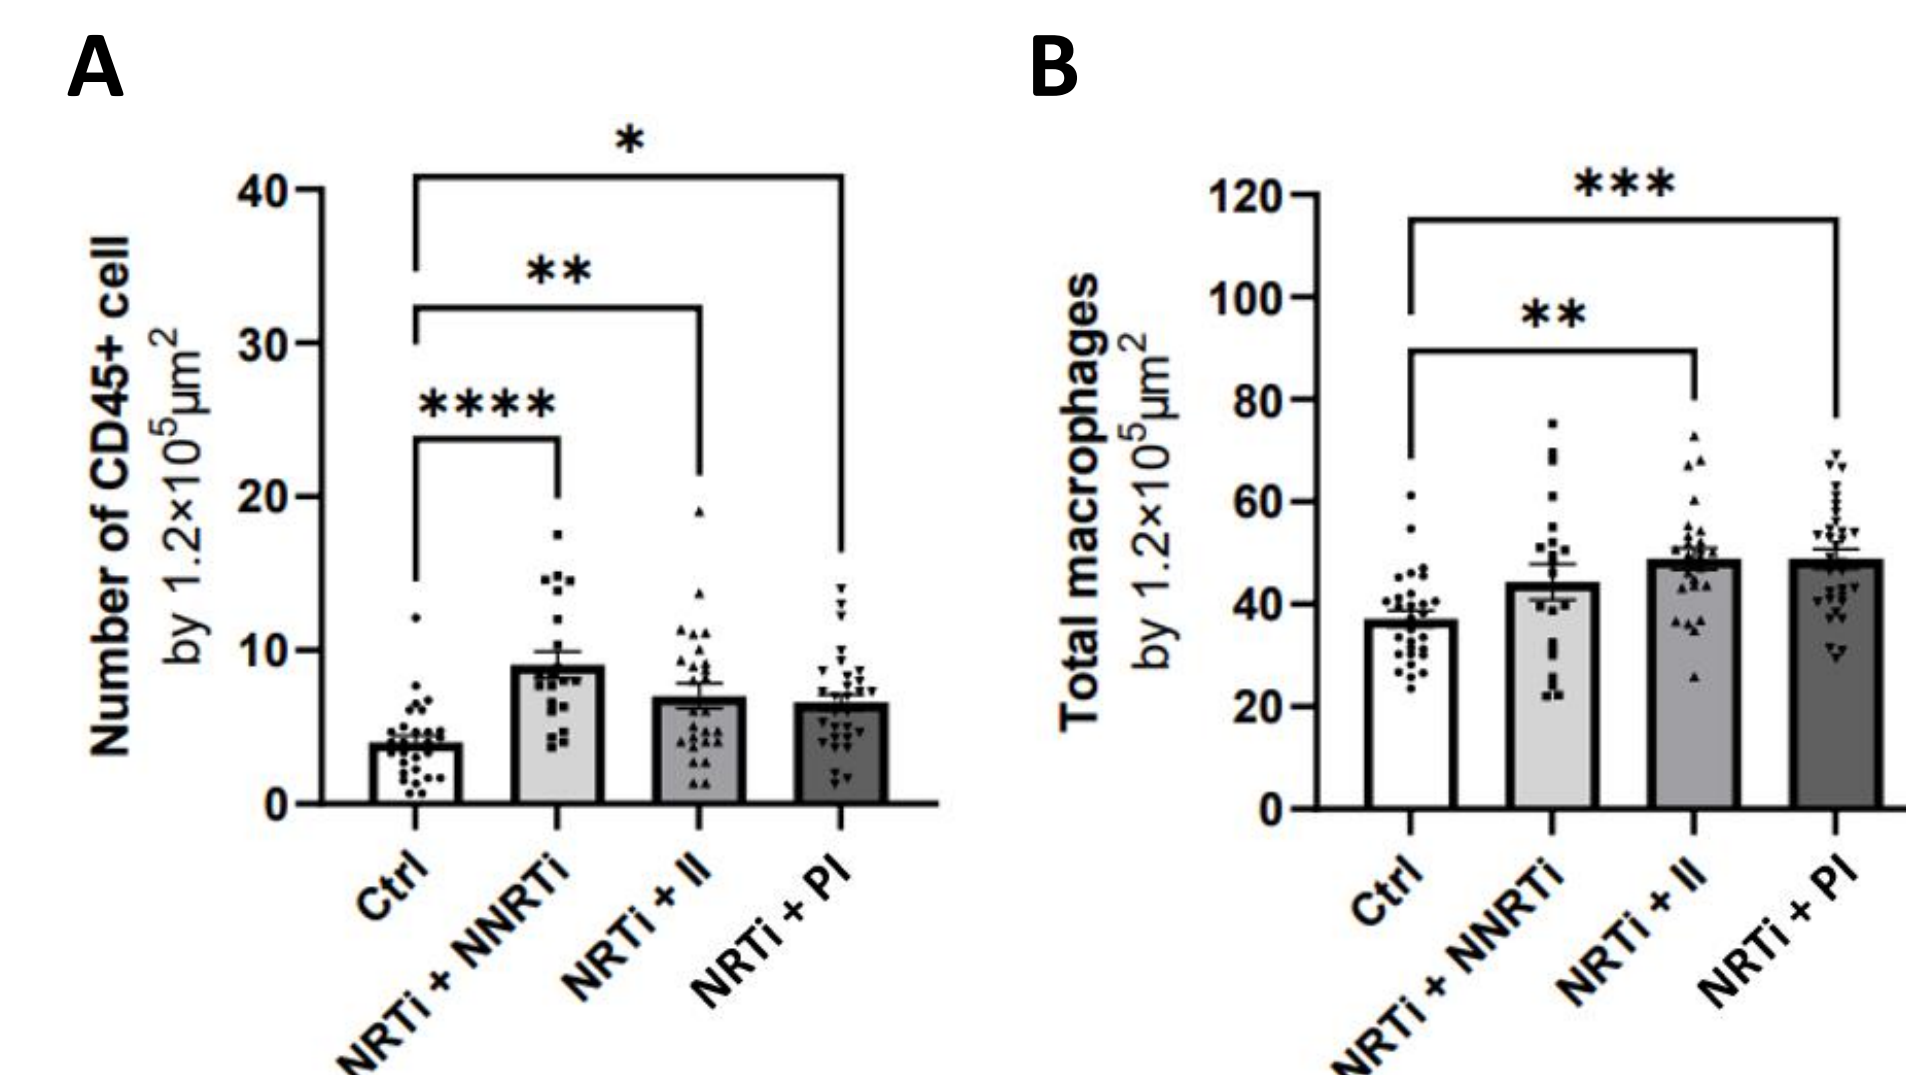 A
Number of CD45+ cell
by 1.2×10⁵µm²
40
30
20
10
0
*
**
****
Ctrl
NRTi + NNRTi
NRTi + II
NRTi + PI
B
Total macrophages
by 1.2×10⁵µm²
120
100
80
60
40
20
0
***
**
Ctrl
NRTi + NNRTi
NRTi + II
NRTi + PI